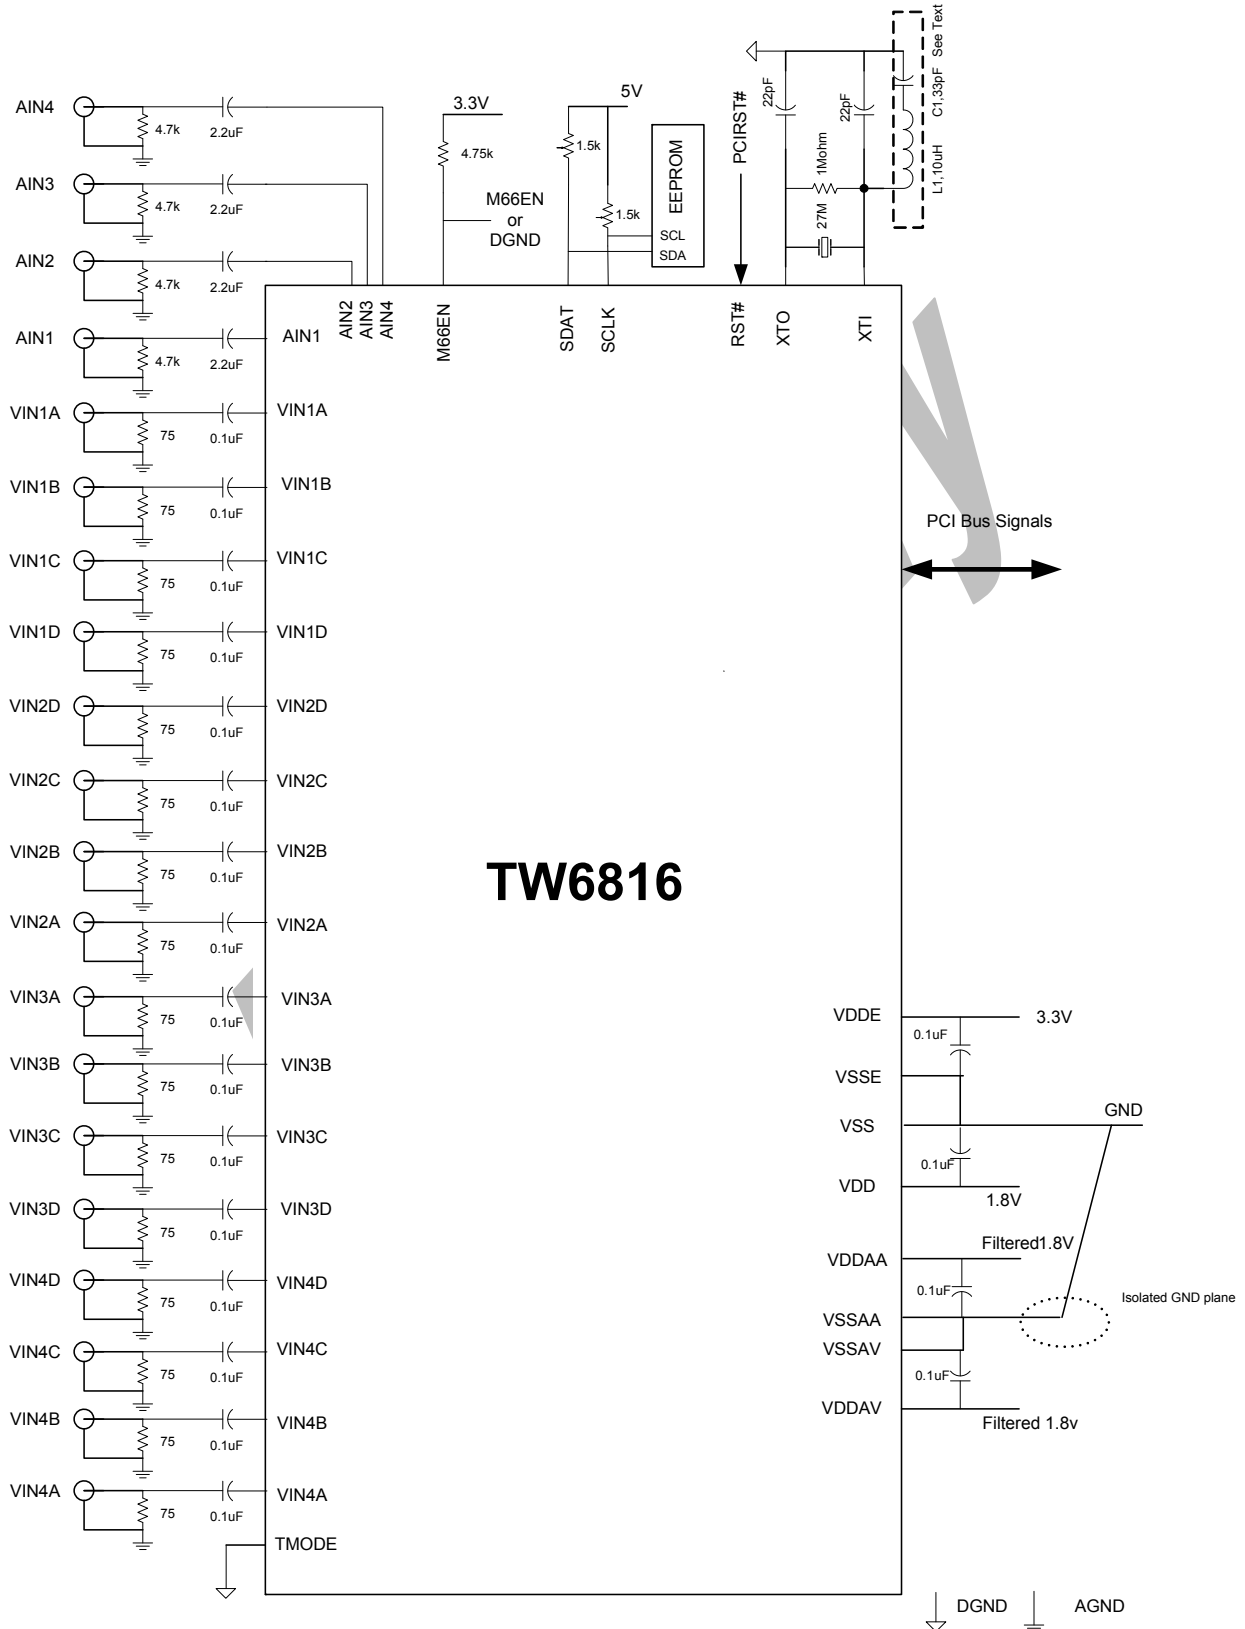 See Text
C1,33pF
L1,10uH
22pF
22pF
1Mohm
27M
PCIRST#
5V
1.5k
1.5k
EEPROM
SCL
SDA
3.3V
4.75k
M66EN
or
DGND
AIN4
4.7k
2.2uF
AIN3
4.7k
2.2uF
AIN2
4.7k
2.2uF
AIN1
4.7k
2.2uF
AIN1
AIN2
AIN3
AIN4
M66EN
SDAT
SCLK
RST#
XTO
XTI
VIN1A
75
0.1uF
VIN1A
VIN1B
75
0.1uF
VIN1B
VIN1C
75
0.1uF
VIN1C
VIN1D
75
0.1uF
VIN1D
VIN2D
75
0.1uF
VIN2D
VIN2C
75
0.1uF
VIN2C
VIN2B
75
0.1uF
VIN2B
VIN2A
75
0.1uF
VIN2A
VIN3A
75
0.1uF
VIN3A
VIN3B
75
0.1uF
VIN3B
VIN3C
75
0.1uF
VIN3C
VIN3D
75
0.1uF
VIN3D
VIN4D
75
0.1uF
VIN4D
VIN4C
75
0.1uF
VIN4C
VIN4B
75
0.1uF
VIN4B
VIN4A
75
0.1uF
VIN4A
TMODE
TW6816
PCI Bus Signals
VDDE
0.1uF
3.3V
VSSE
VSS
GND
0.1uF
VDD
1.8V
VDDAA
Filtered1.8V
0.1uF
Isolated GND plane
VSSAA
VSSAV
0.1uF
VDDAV
Filtered 1.8v
DGND
AGND